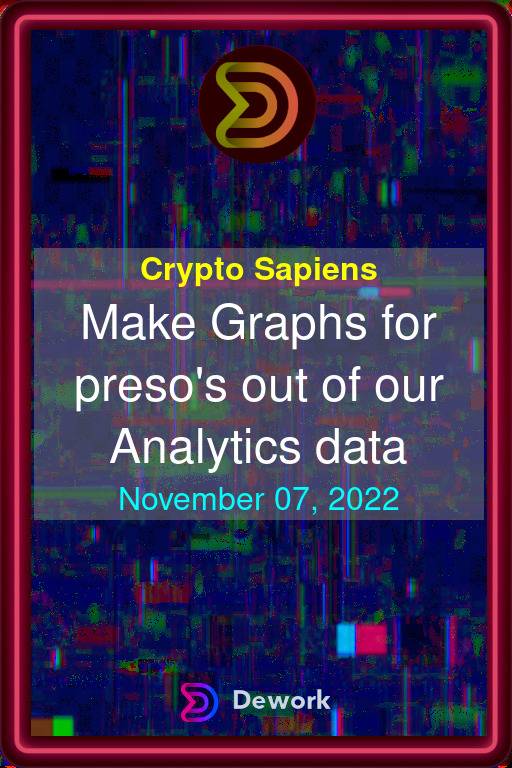 Crypto Sapiens
Make Graphs for
preso's out of our
Analytics data
November 07, 2022
Dework